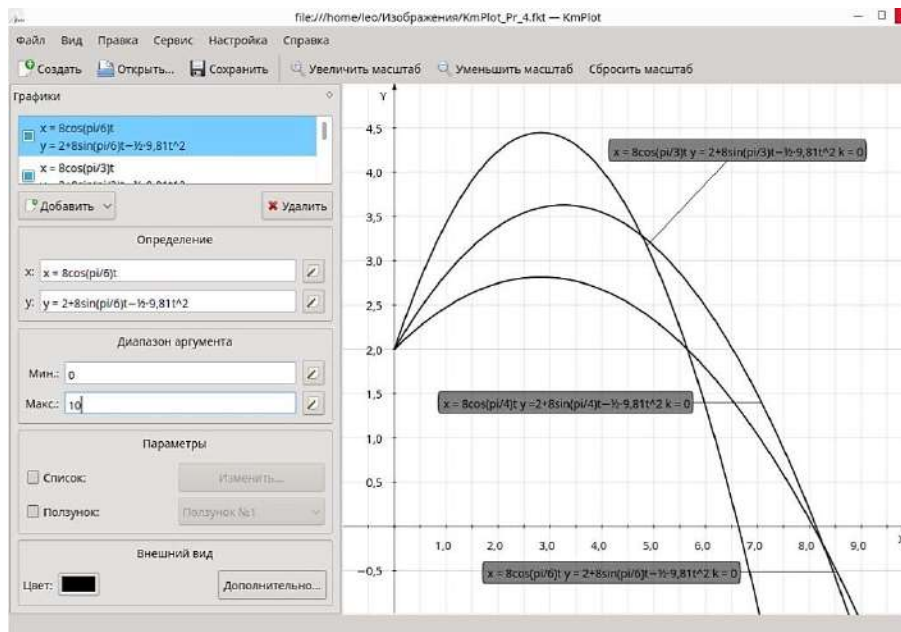 file:///home/leo/Изображения/KmPlot_Pr_4.fkt — KmPlot
Файл Вид Правка Сервис Настройка Справка
Создать Открыть... Сохранить Увеличить масштаб Уменьшить масштаб Сбросить масштаб
Графики
x = 8cos(pi/6)t
y = 2+8sin(pi/6)t−½·9,81t^2
x = 8cos(pi/3)t
Добавить Удалить
Определение
x: x = 8cos(pi/6)t
y: y = 2+8sin(pi/6)t−½·9,81t^2
Диапазон аргумента
Мин.: 0
Макс.: 10
Параметры
Список: Изменить...
Ползунок: Ползунок №1
Внешний вид
Цвет: Дополнительно...
Y
4,5
x = 8cos(pi/3)t y = 2+8sin(pi/3)t−½·9,81t^2 k = 0
4,0
3,5
3,0
2,5
2,0
1,5
x = 8cos(pi/4)t y =2+8sin(pi/4)t−½·9,81t^2 k = 0
1,0
0,5
1,0 2,0 3,0 4,0 5,0 6,0 7,0 8,0 9,0
−0,5
x = 8cos(pi/6)t y = 2+8sin(pi/6)t−½·9,81t^2 k = 0